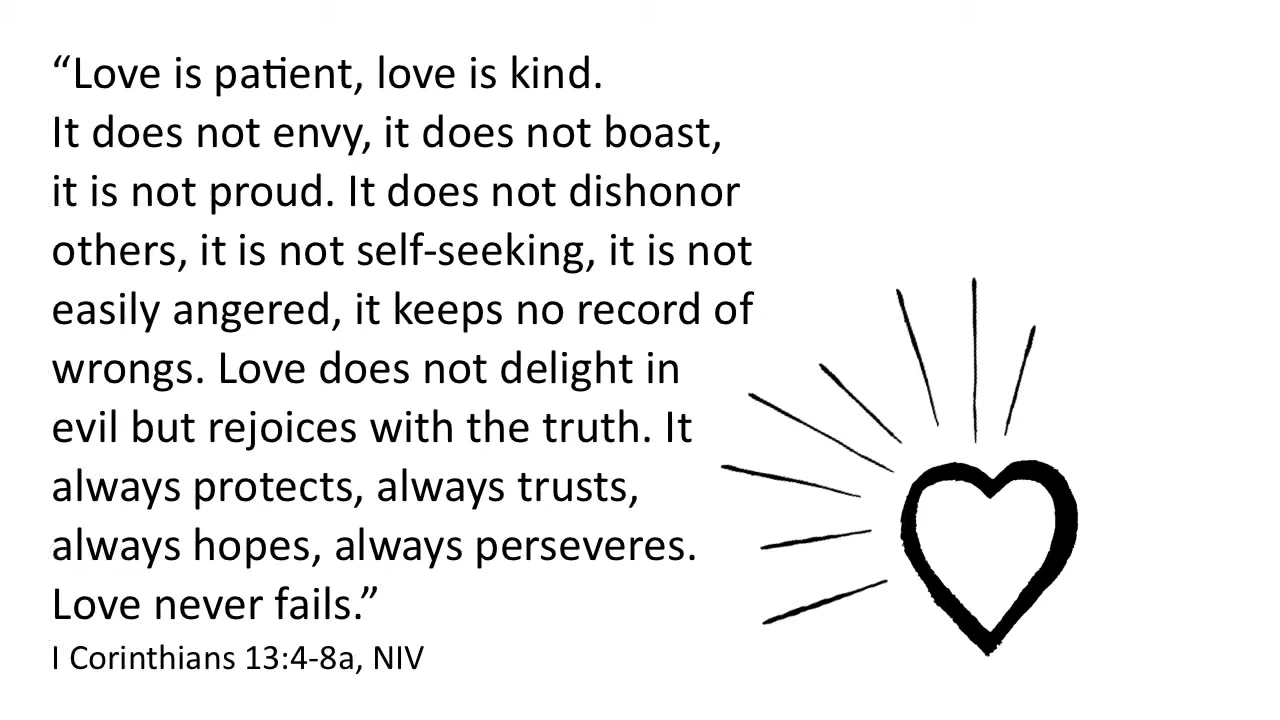 “Love is patient, love is kind.
It does not envy, it does not boast,
it is not proud. It does not dishonor
others, it is not self-seeking, it is not
easily angered, it keeps no record of
wrongs. Love does not delight in
evil but rejoices with the truth. It
always protects, always trusts,
always hopes, always perseveres.
Love never fails.”
I Corinthians 13:4-8a, NIV